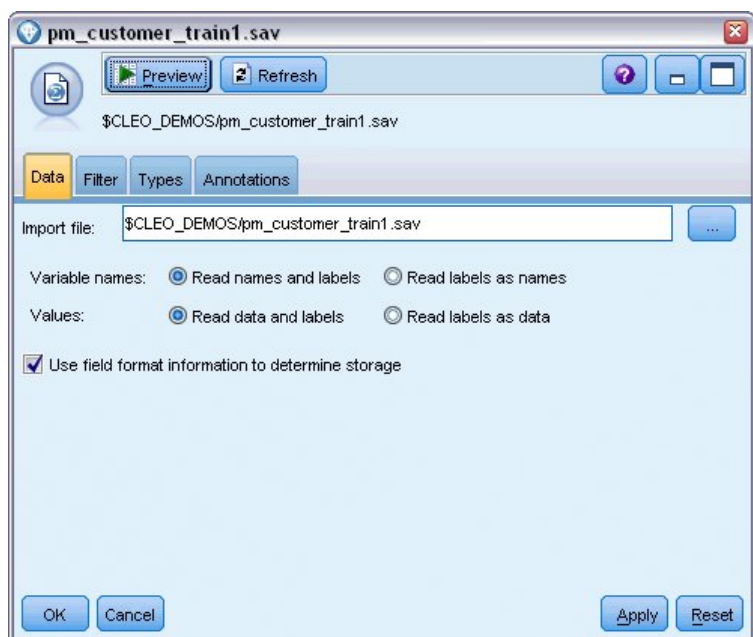 pm_customer_train1.sav
Preview Refresh ?
$CLEO_DEMOS/pm_customer_train1.sav
Data Filter Types Annotations
Import file: $CLEO_DEMOS/pm_customer_train1.sav ...
Variable names: Read names and labels Read labels as names
Values: Read data and labels Read labels as data
Use field format information to determine storage
OK Cancel Apply Reset